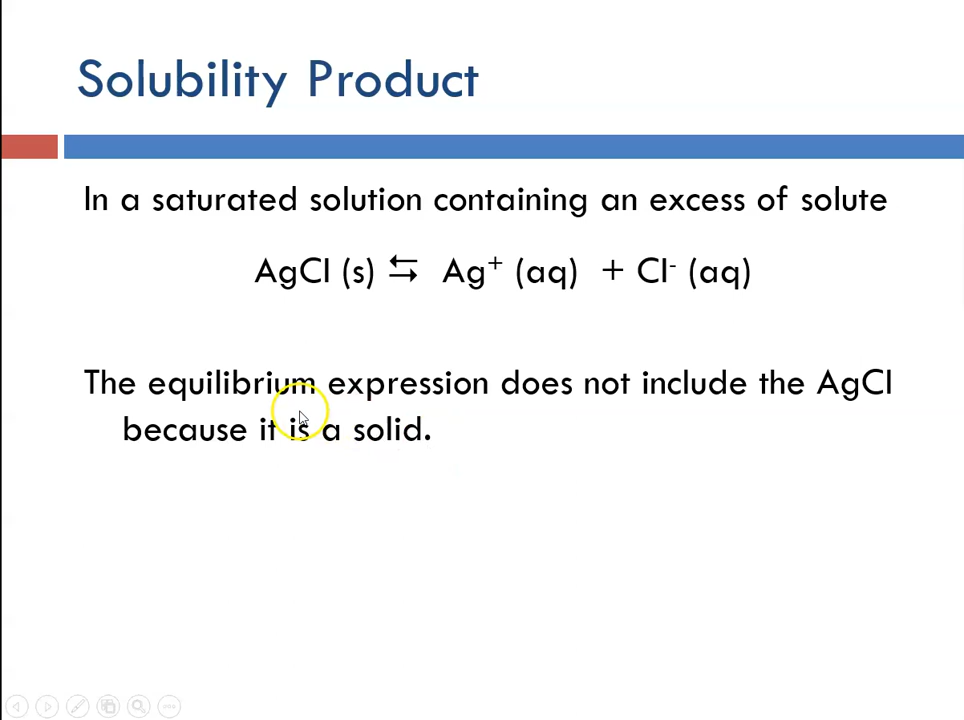 Solubility Product
In a saturated solution containing an excess of solute
AgCl (s) ⇆ Ag⁺ (aq) + Cl⁻ (aq)
The equilibrium expression does not include the AgCl
because it is a solid.